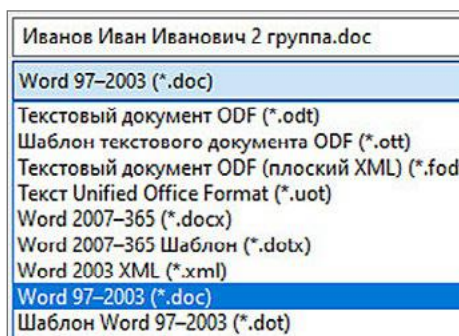 Иванов Иван Иванович 2 группа.doc
Word 97–2003 (*.doc)
Текстовый документ ODF (*.odt)
Шаблон текстового документа ODF (*.ott)
Текстовый документ ODF (плоский XML) (*.fod
Текст Unified Office Format (*.uot)
Word 2007–365 (*.docx)
Word 2007–365 Шаблон (*.dotx)
Word 2003 XML (*.xml)
Word 97–2003 (*.doc)
Шаблон Word 97–2003 (*.dot)